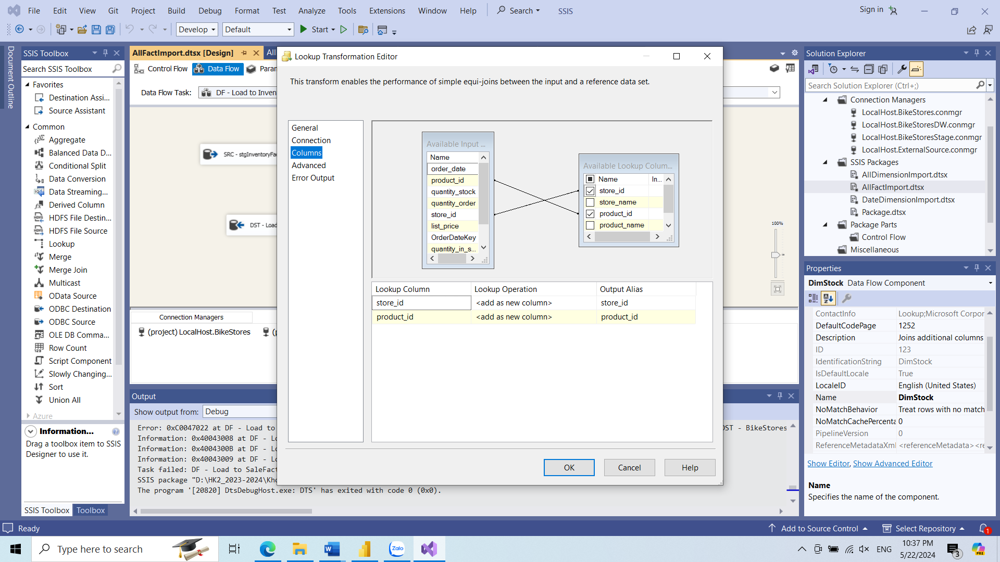 File Edit View Git Project Build Debug Format Test Analyze Tools Extensions Window Help Search SSIS Sign in
Develop Default Start
Document Outline
SSIS Toolbox
Search SSIS Toolbox
Favorites
Destination Assi...
Source Assistant
Common
Aggregate
Balanced Data D...
Conditional Split
Data Conversion
Data Streaming...
Derived Column
HDFS File Destin...
HDFS File Source
Lookup
Merge
Merge Join
Multicast
OData Source
ODBC Destination
ODBC Source
OLE DB Comma...
Row Count
Script Component
Slowly Changing...
Sort
Union All
Azure
Information...
Drag a toolbox item to SSIS
Designer to use it.
SSIS Toolbox Toolbox
AllFactImport.dtsx [Design] All
Control Flow Data Flow Paran
Data Flow Task: DF - Load to Inven
SRC - stgInventoryFa
DST - Load
100%
Connection Managers
(project) LocalHost.BikeStores (p
Output
Show output from: Debug
Error: 0xC0047022 at DF - Load to DST - BikeStores
Information: 0x40043008 at DF - Lo
Information: 0x4004300B at DF - Lo
Information: 0x40043009 at DF - Lo
Task failed: DF - Load to SaleFact
SSIS package "D:\HK2_2023-2024\Kho
The program '[20820] DtsDebugHost.exe: DTS' has exited with code 0 (0x0).
Lookup Transformation Editor
This transform enables the performance of simple equi-joins between the input and a reference data set.
General
Connection
Columns
Advanced
Error Output
Available Input ...
Name
order_date
product_id
quantity_stock
quantity_order
store_id
list_price
OrderDateKey
quantity_in_s...
Available Lookup Colum...
Name In...
store_id
store_name
product_id
product_name
Lookup Column Lookup Operation Output Alias
store_id <add as new column> store_id
product_id <add as new column> product_id
OK Cancel Help
Solution Explorer
Search Solution Explorer (Ctrl+;)
Connection Managers
LocalHost.BikeStores.conmgr
LocalHost.BikeStoresDW.conmgr
LocalHost.BikeStoresStage.conmgr
LocalHost.ExternalSource.conmgr
SSIS Packages
AllDimensionImport.dtsx
AllFactImport.dtsx
DateDimensionImport.dtsx
Package.dtsx
Package Parts
Control Flow
Miscellaneous
Properties
DimStock Data Flow Component
ContactInfo Lookup;Microsoft Corpor
DefaultCodePage 1252
Description Joins additional columns
ID 123
IdentificationString DimStock
IsDefaultLocale True
LocaleID English (United States)
Name DimStock
NoMatchBehavior Treat rows with no match
NoMatchCachePercenta 0
PipelineVersion 0
ReferenceMetadataXml <referenceMetadata><re
Show Editor, Show Advanced Editor
Name
Specifies the name of the component.
Ready Add to Source Control Select Repository 1
Type here to search Zalo ENG 10:37 PM 5/22/2024 3 PRE